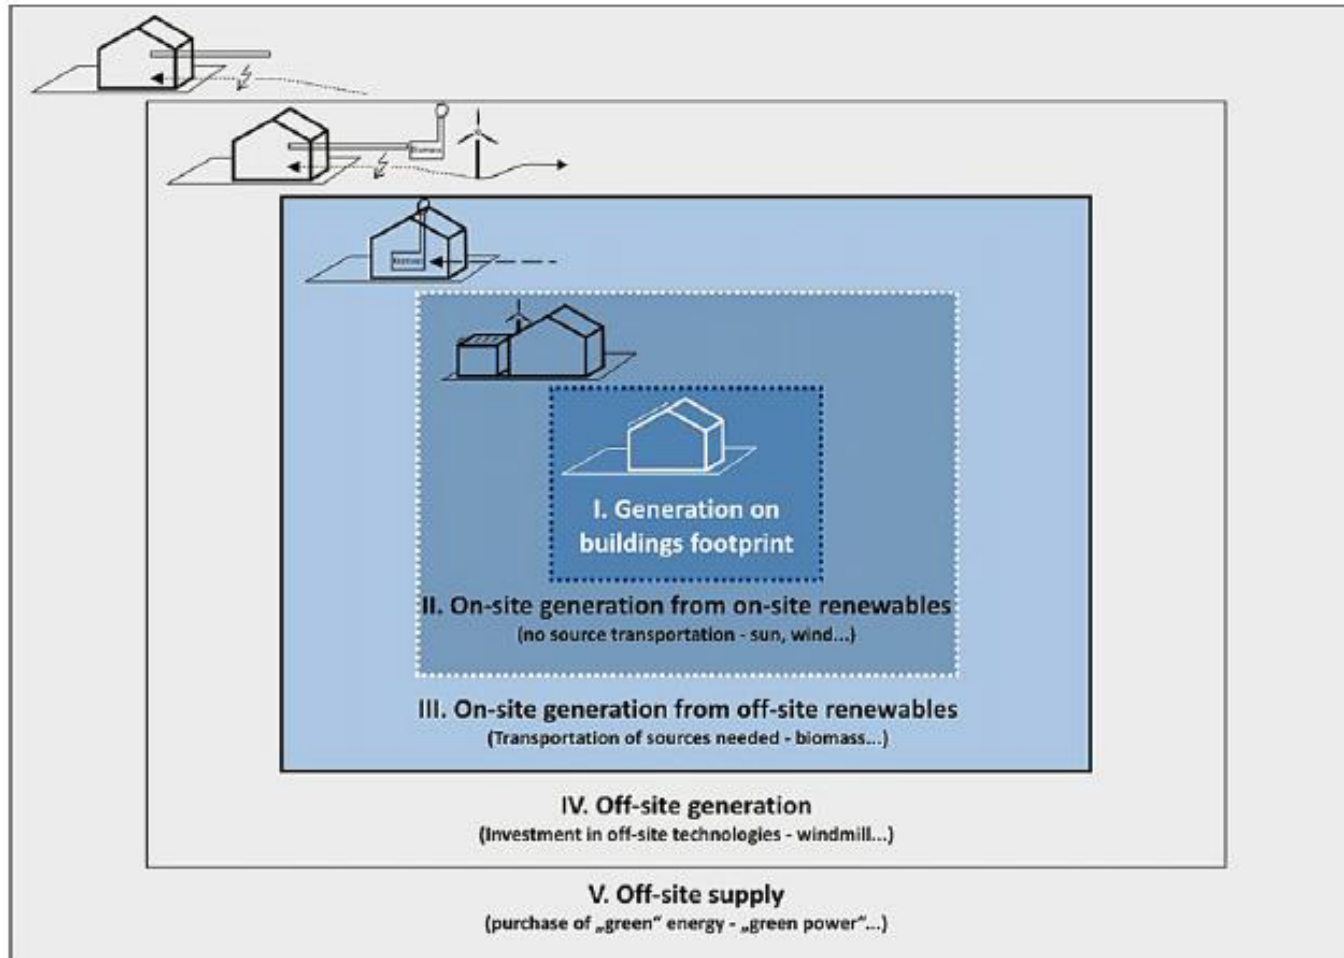 Biomass
I. Generation on
buildings footprint
II. On-site generation from on-site renewables
(no source transportation - sun, wind...)
III. On-site generation from off-site renewables
(Transportation of sources needed - biomass...)
IV. Off-site generation
(Investment in off-site technologies - windmill...)
V. Off-site supply
(purchase of „green“ energy - „green power“...)